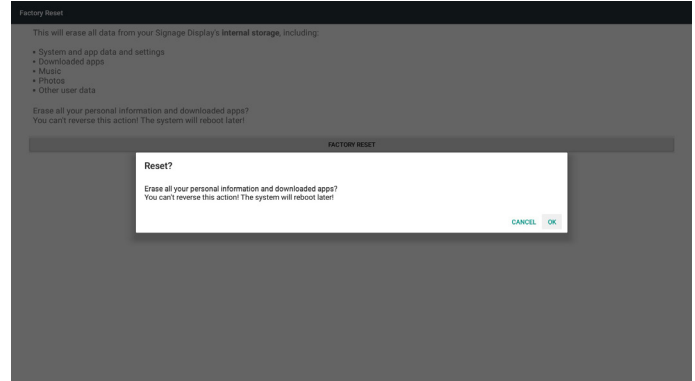 Factory Reset
This will erase all data from your Signage Display's internal storage, including:
• System and app data and settings
• Downloaded apps
• Music
• Photos
• Other user data
Erase all your personal information and downloaded apps?
You can't reverse this action! The system will reboot later!
FACTORY RESET
Reset?
Erase all your personal information and downloaded apps?
You can't reverse this action! The system will reboot later!
CANCEL OK